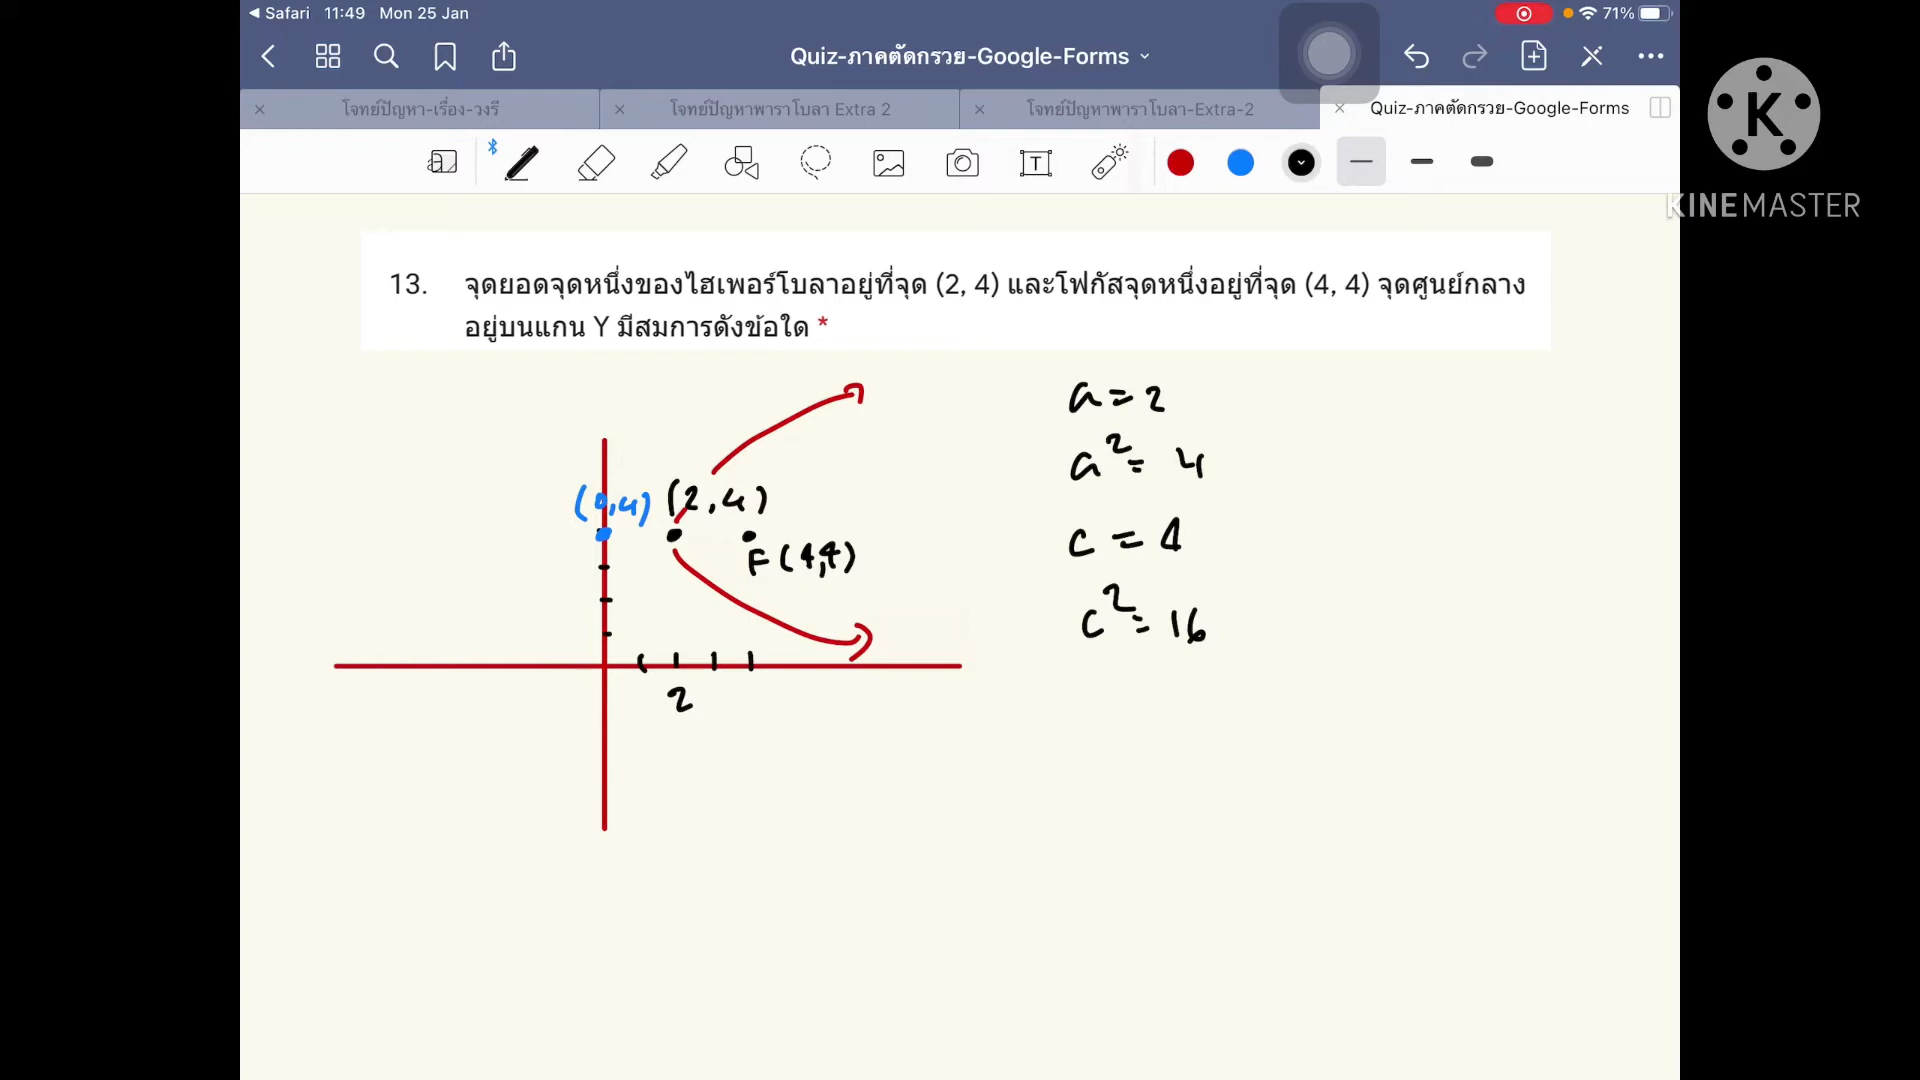 Safari 11:49 Mon 25 Jan 71%
Quiz-ภาคตัดกรวย-Google-Forms
โจทย์ปัญหา-เรื่อง-วงรี โจทย์ปัญหาพาราโบลา Extra 2 โจทย์ปัญหาพาราโบลา-Extra-2 Quiz-ภาคตัดกรวย-Google-Forms
K
KINEMASTER
13. จุดยอดจุดหนึ่งของไฮเพอร์โบลาอยู่ที่จุด (2, 4) และโฟกัสจุดหนึ่งอยู่ที่จุด (4, 4) จุดศูนย์กลาง
อยู่บนแกน Y มีสมการดังข้อใด *
a = 2
a² = 4
(0,4) (2,4)
F (4,4)
c = 4
c² = 16
2